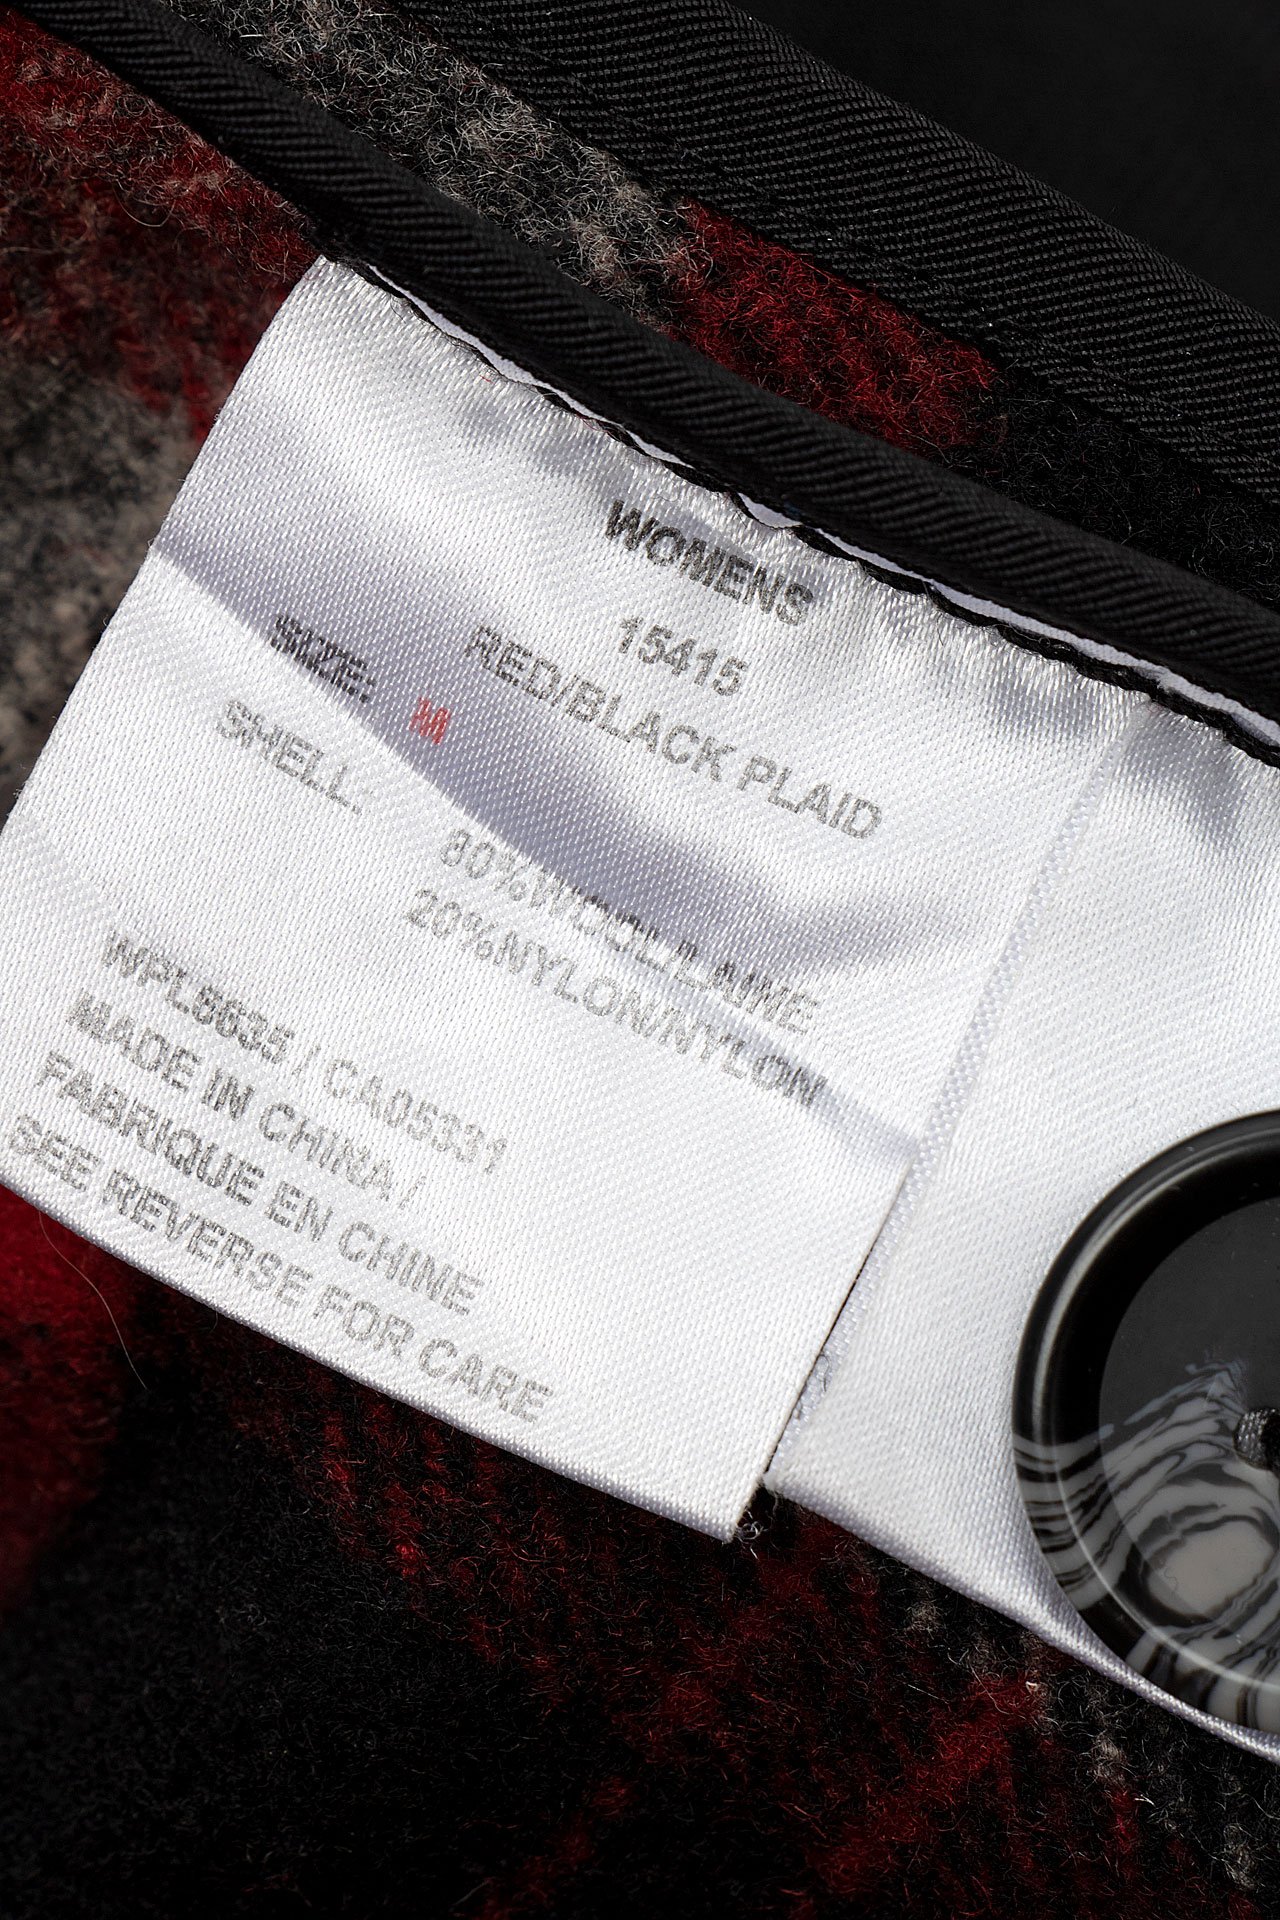 WOMENS
15415
RED/BLACK PLAID
SIZE: M
SHELL:
80%WOOL/LAINE
20%NYLON/NYLON
WPL8635 / CA05331
MADE IN CHINA /
FABRIQUE EN CHINE
SEE REVERSE FOR CARE